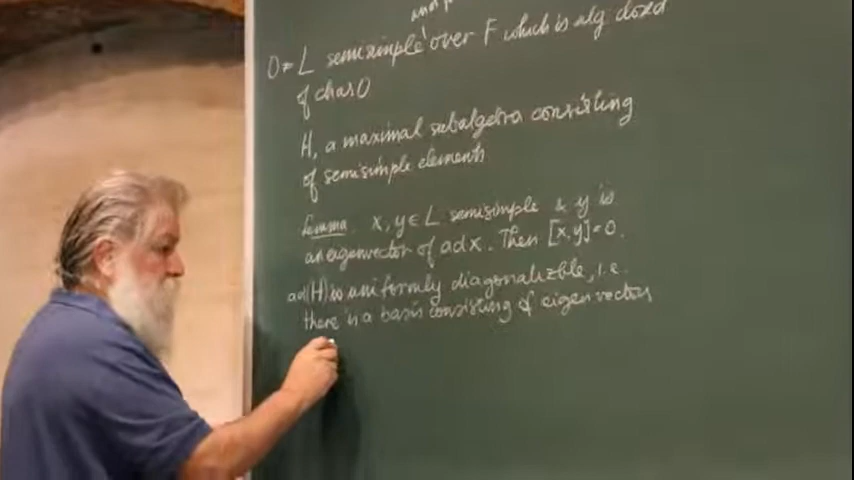 0 ≠ L semisimple over F which is alg closed
of char 0
H, a maximal subalgebra consisting
of semisimple elements
Lemma x, y ∈ L semisimple & y is
an eigenvector of ad x. Then [x, y] = 0.
ad(H) is uniformly diagonalizable, i.e.
there is a basis consisting of eigenvectors